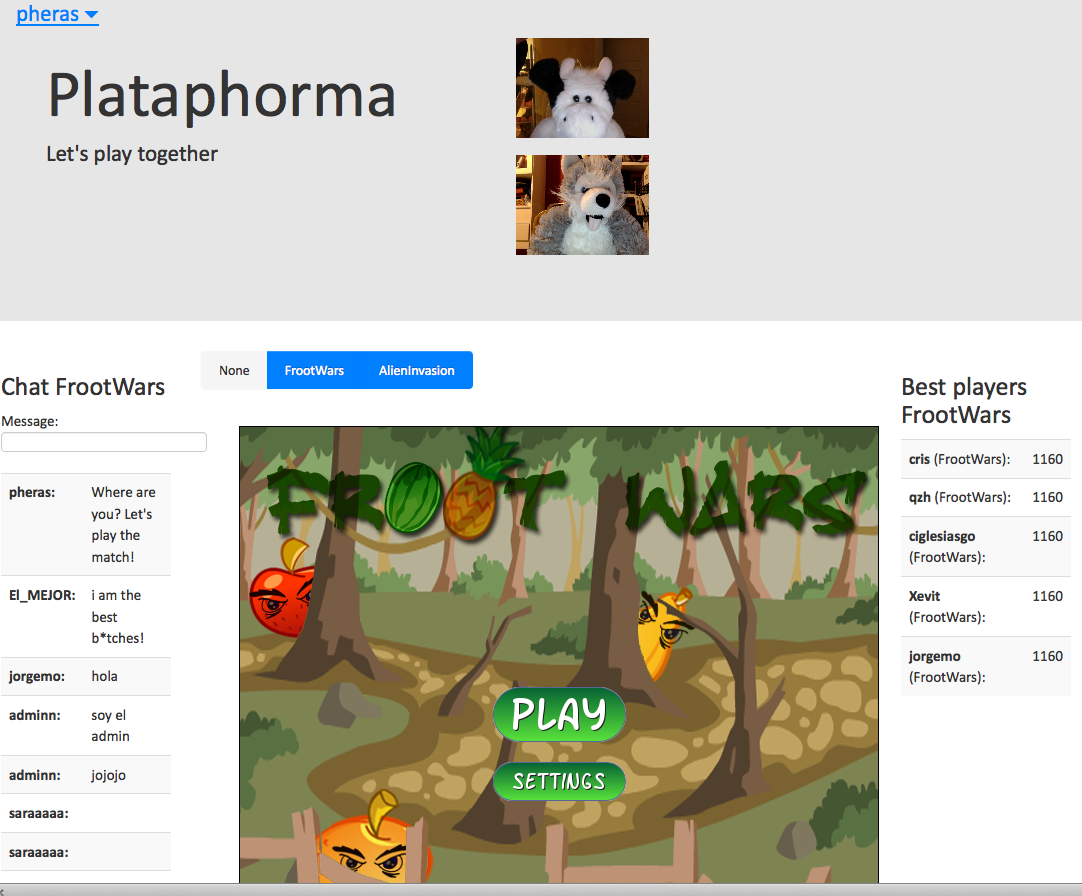 pheras
Plataphorma
Let's play together
None FrootWars AlienInvasion
Chat FrootWars
Message:
pheras: Where are
you? Let's
play the
match!
El_MEJOR: i am the
best
b*tches!
jorgemo: hola
adminn: soy el
admin
adminn: jojojo
saraaaaa:
saraaaaa:
FROOT WARS
PLAY
SETTINGS
Best players
FrootWars
cris (FrootWars): 1160
qzh (FrootWars): 1160
ciglesiasgo 1160
(FrootWars):
Xevit 1160
(FrootWars):
jorgemo 1160
(FrootWars):